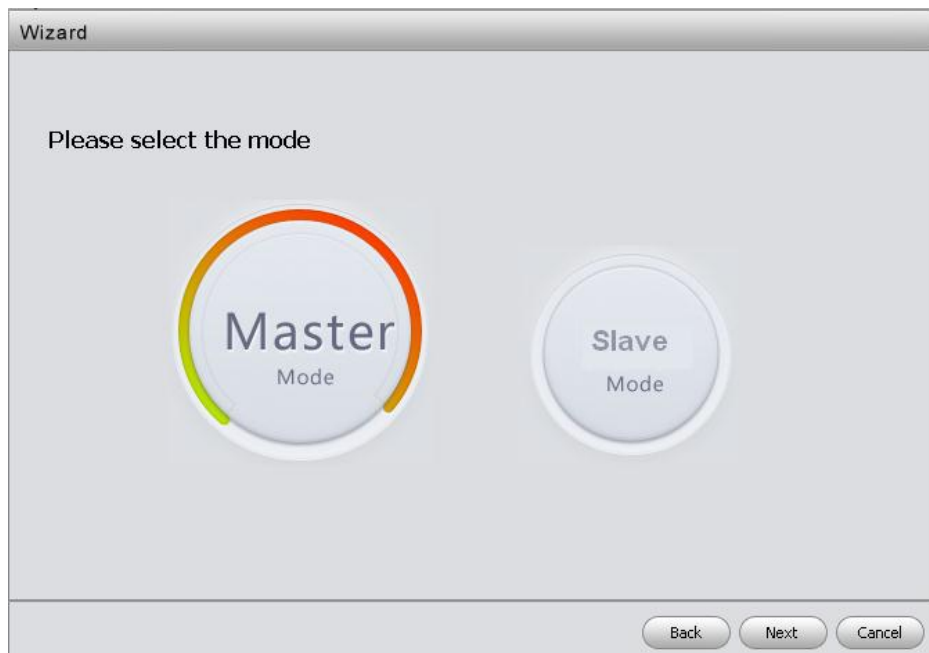 Wizard
Please select the mode
Master
Mode
Slave
Mode
Back
Next
Cancel